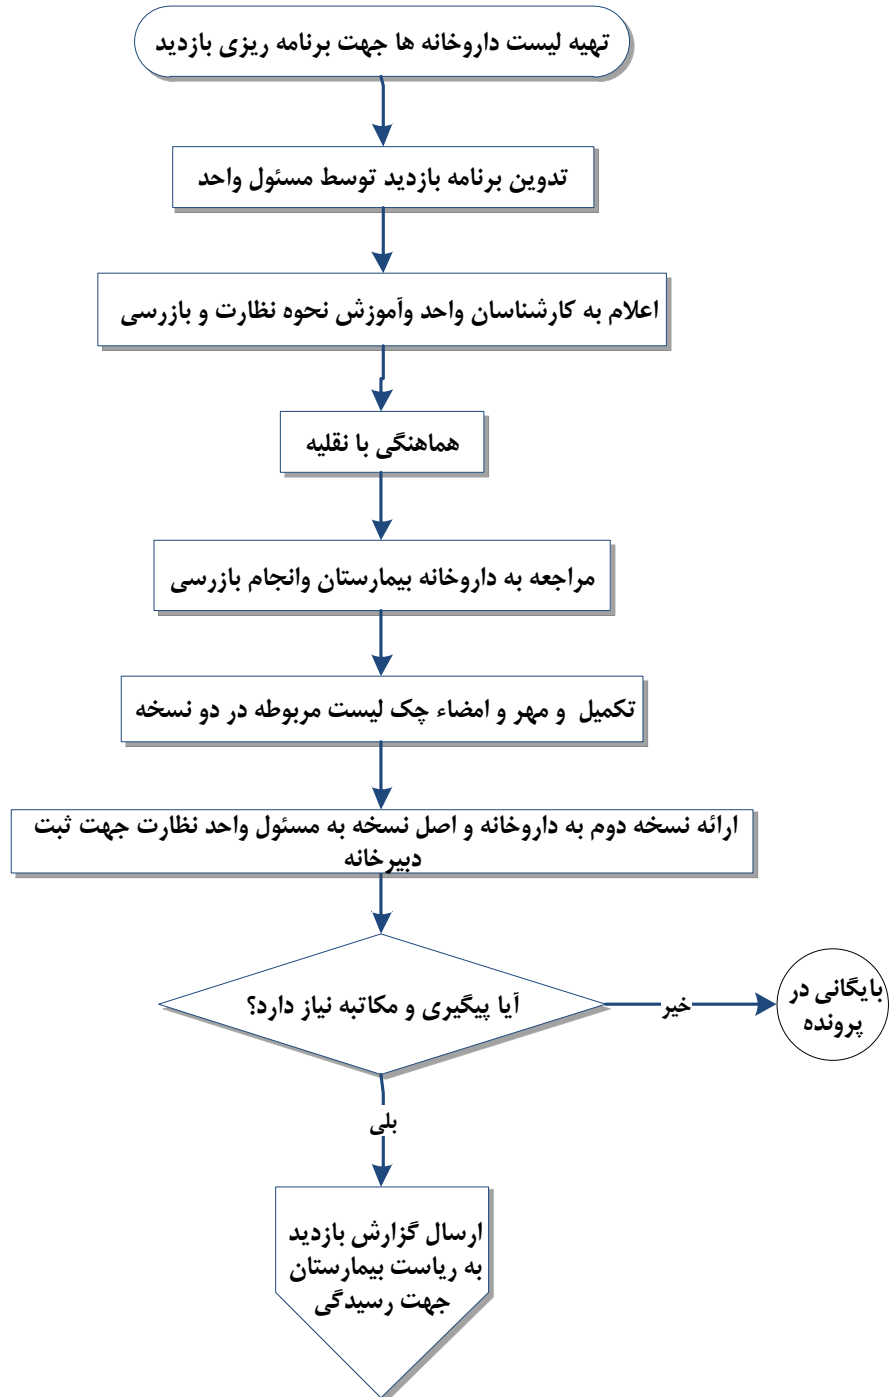 تهیه لیست داروخانه ها جهت برنامه ریزی بازدید
تدوین برنامه بازدید توسط مسئول واحد
اعلام به کارشناسان واحد وآموزش نحوه نظارت و بازرسی
هماهنگی با نقلیه
مراجعه به داروخانه بیمارستان وانجام بازرسی
تکمیل و مهر و امضاء چک لیست مربوطه در دو نسخه
ارائه نسخه دوم به داروخانه و اصل نسخه به مسئول واحد نظارت جهت ثبت
دبیرخانه
آیا پیگیری و مکاتبه نیاز دارد؟
خیر
بایگانی در
پرونده
بلی
ارسال گزارش بازدید
به ریاست بیمارستان
جهت رسیدگی